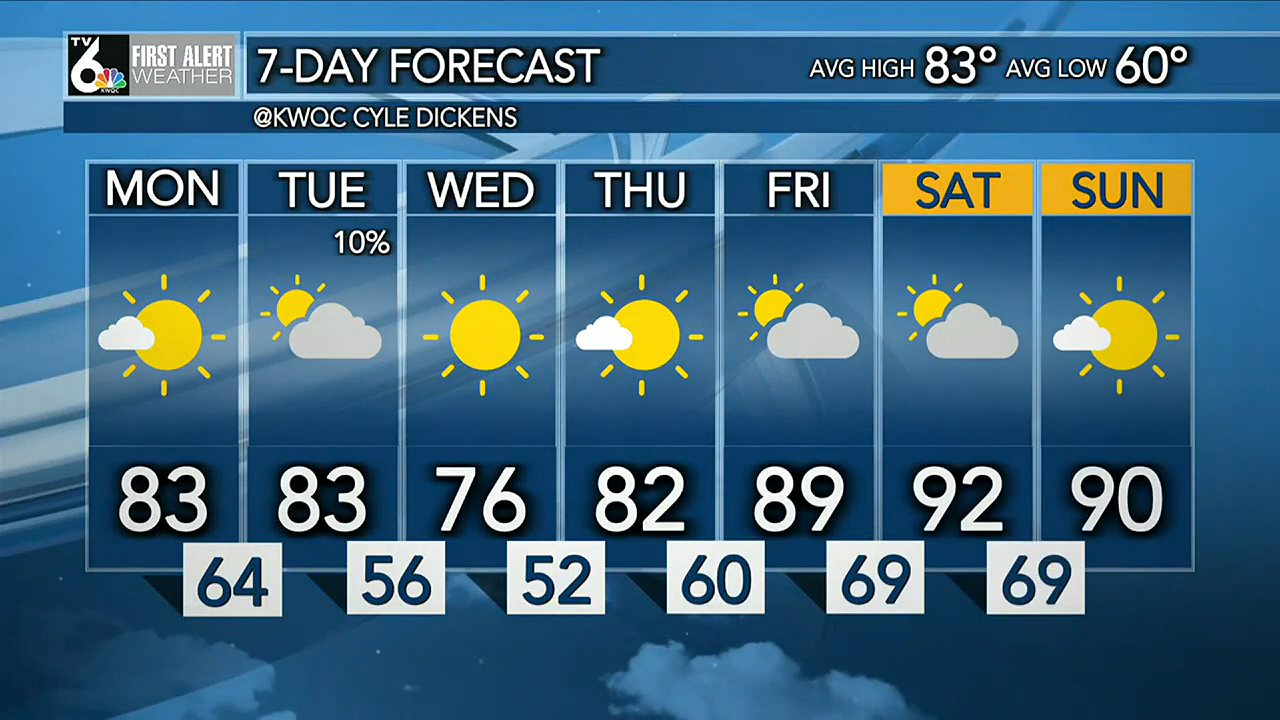 TV
6
KWQC
FIRST ALERT
WEATHER
7-DAY FORECAST
AVG HIGH 83° AVG LOW 60°
@KWQC CYLE DICKENS
MON TUE WED THU FRI SAT SUN
10%
83 83 76 82 89 92 90
64 56 52 60 69 69